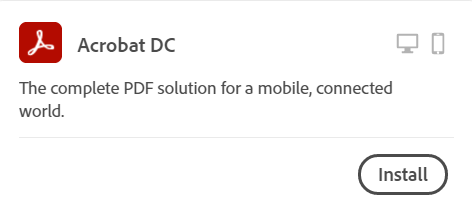 Acrobat DC
The complete PDF solution for a mobile, connected
world.
Install